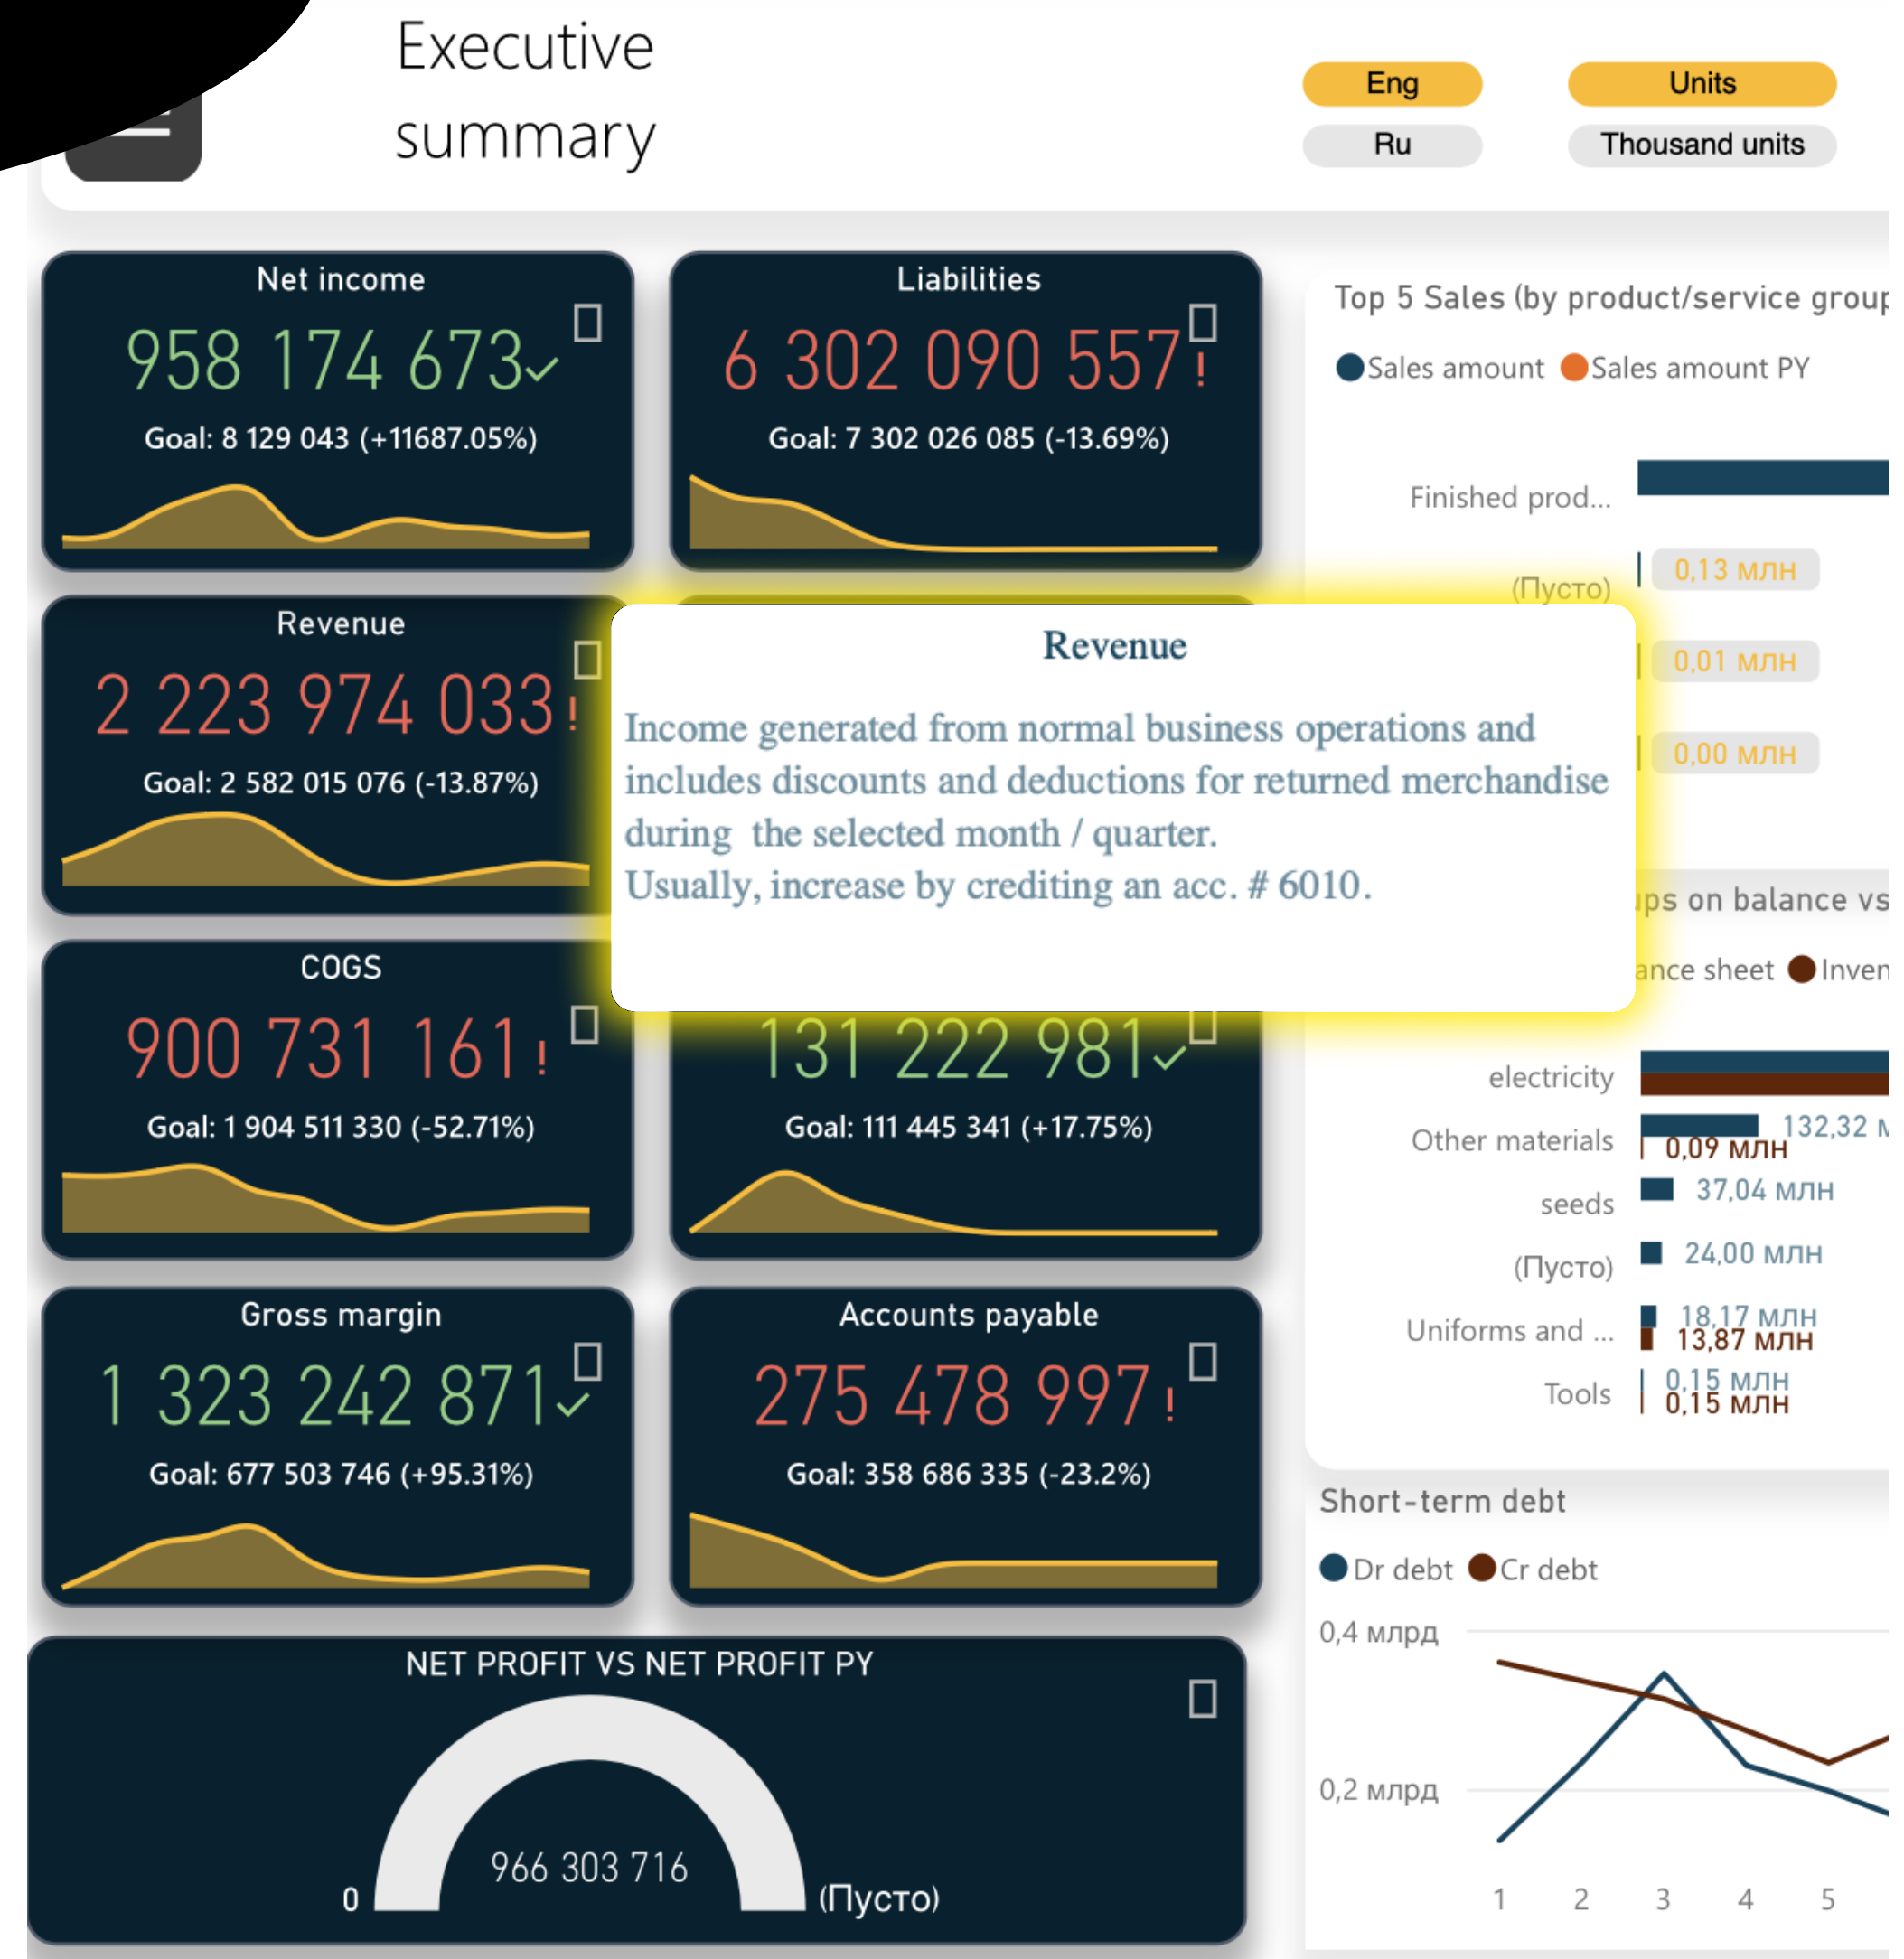 Executive
summary
Eng
Units
Ru
Thousand units
Net income
958 174 673
Goal: 8 129 043 (+11687.05%)
Liabilities
6 302 090 557!
Goal: 7 302 026 085 (-13.69%)
Revenue
2 223 974 033!
Goal: 2 582 015 076 (-13.87%)
Revenue
Income generated from normal business operations and
includes discounts and deductions for returned merchandise
during the selected month / quarter.
Usually, increase by crediting an acc. # 6010.
COGS
900 731 161!
Goal: 1 904 511 330 (-52.71%)
131 222 981
Goal: 111 445 341 (+17.75%)
Gross margin
1 323 242 871
Goal: 677 503 746 (+95.31%)
Accounts payable
275 478 997!
Goal: 358 686 335 (-23.2%)
NET PROFIT VS NET PROFIT PY
966 303 716
0
(Пусто)
Top 5 Sales (by product/service group
Sales amount Sales amount PY
Finished prod...
(Пусто)
0,13 млн
0,01 млн
0,00 млн
on balance vs
sheet
electricity
Other materials
132,32
0,09 млн
seeds
37,04 млн
(Пусто)
24,00 млн
Uniforms and ...
18,17 млн
13,87 млн
Tools
0,15 млн
0,15 млн
Short-term debt
Dr debt Cr debt
0,4 млрд
0,2 млрд
1 2 3 4 5